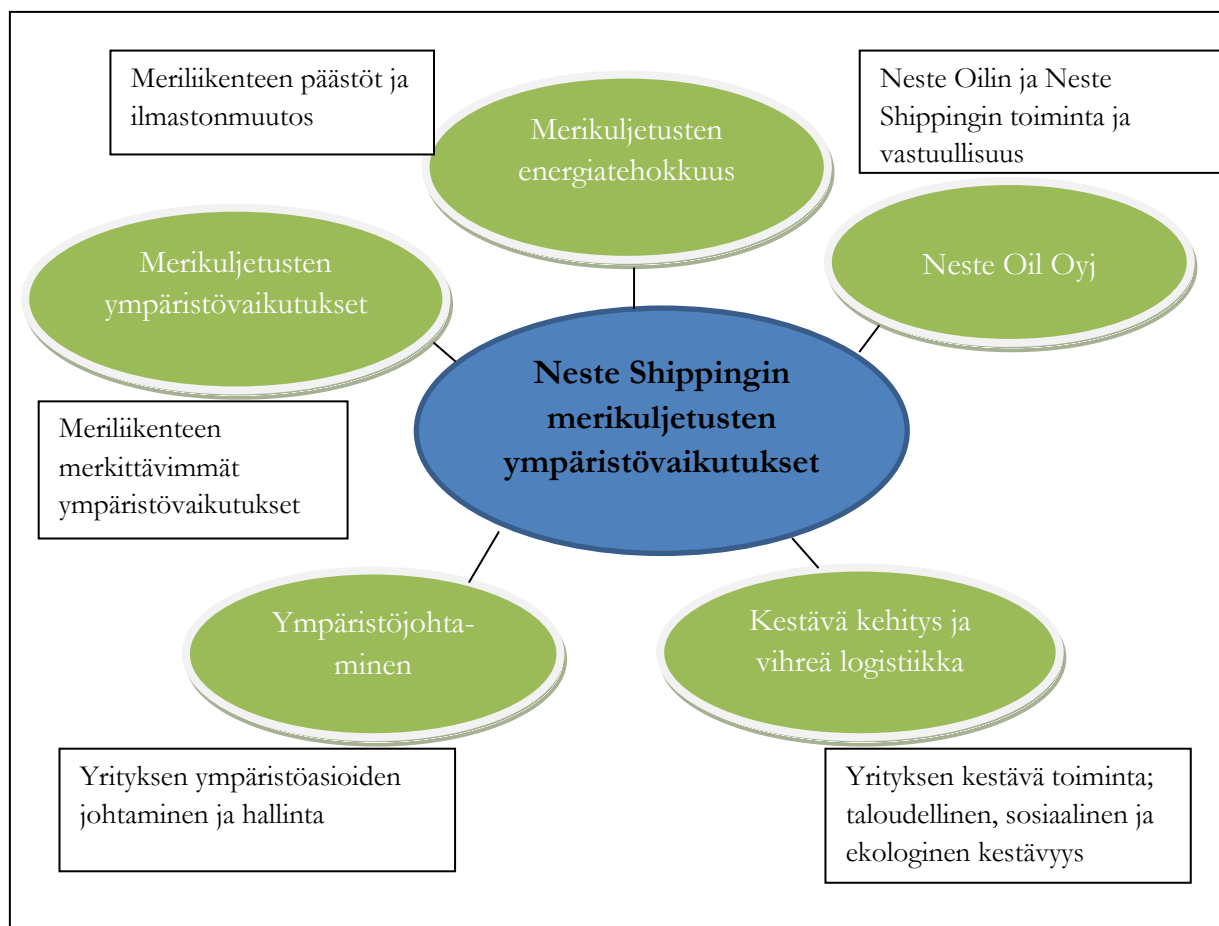 Meriliikenteen päästöt ja
ilmastonmuutos
Merikuljetusten
energiatehokkuus
Neste Oilin ja Neste
Shippingin toiminta ja
vastuullisuus
Merikuljetusten
ympäristövaikutukset
Neste Oil Oyj
Neste Shippingin
merikuljetusten
ympäristövaikutukset
Meriliikenteen
merkittävimmät
ympäristövaikutukset
Ympäristöjohta-
minen
Kestävä kehitys ja
vihreä logistiikka
Yrityksen ympäristöasioiden
johtaminen ja hallinta
Yrityksen kestävä toiminta;
taloudellinen, sosiaalinen ja
ekologinen kestävyys